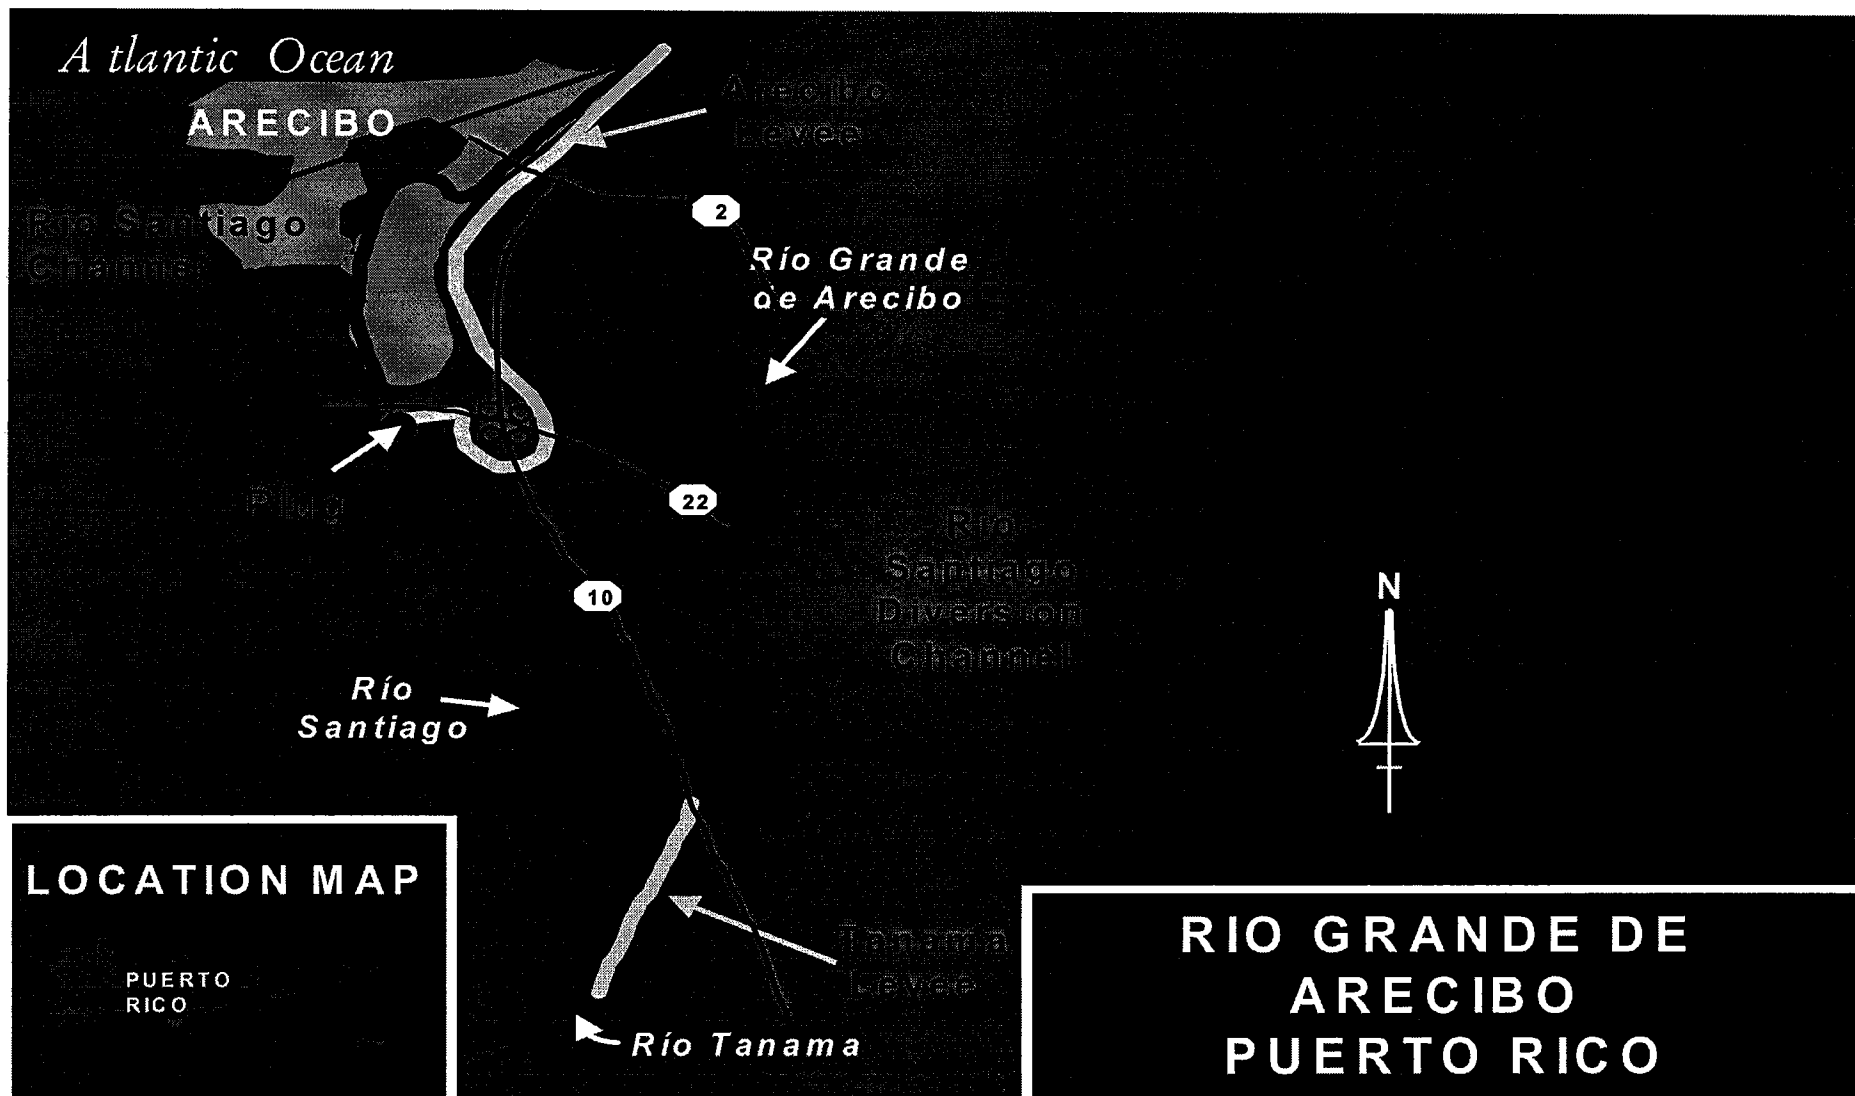 Atlantic Ocean
ARECIBO
Arecibo
Levee
Río Santiago
Channel
2
Río Grande
de Arecibo
22
Plug
Río
Santiago
Diversion
Channel
10
N
Río
Santiago
LOCATION MAP
PUERTO
RICO
Tanama
Levee
Río Tanama
RIO GRANDE DE
ARECIBO
PUERTO RICO